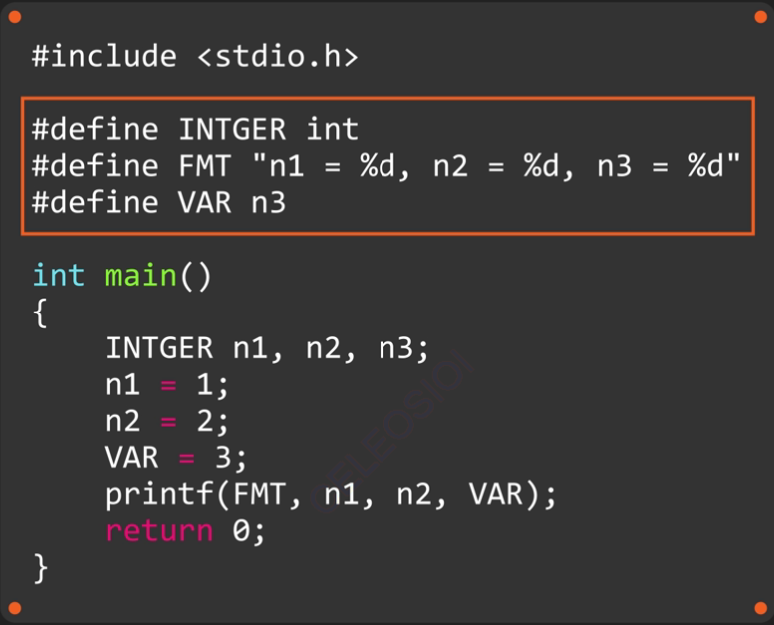 #include <stdio.h>
#define INTGER int
#define FMT "n1 = %d, n2 = %d, n3 = %d"
#define VAR n3
int main()
{
    INTGER n1, n2, n3;
    n1 = 1;
    n2 = 2;
    VAR = 3;
    printf(FMT, n1, n2, VAR);
    return 0;
}